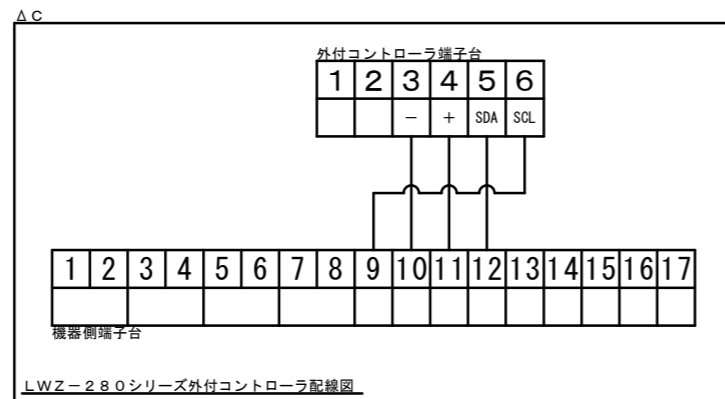 ΔC
外付コントローラ端子台
1 2 3 4 5 6
− + SDA SCL
1 2 3 4 5 6 7 8 9 10 11 12 13 14 15 16 17
機器側端子台
LWZ−280シリーズ外付コントローラ配線図